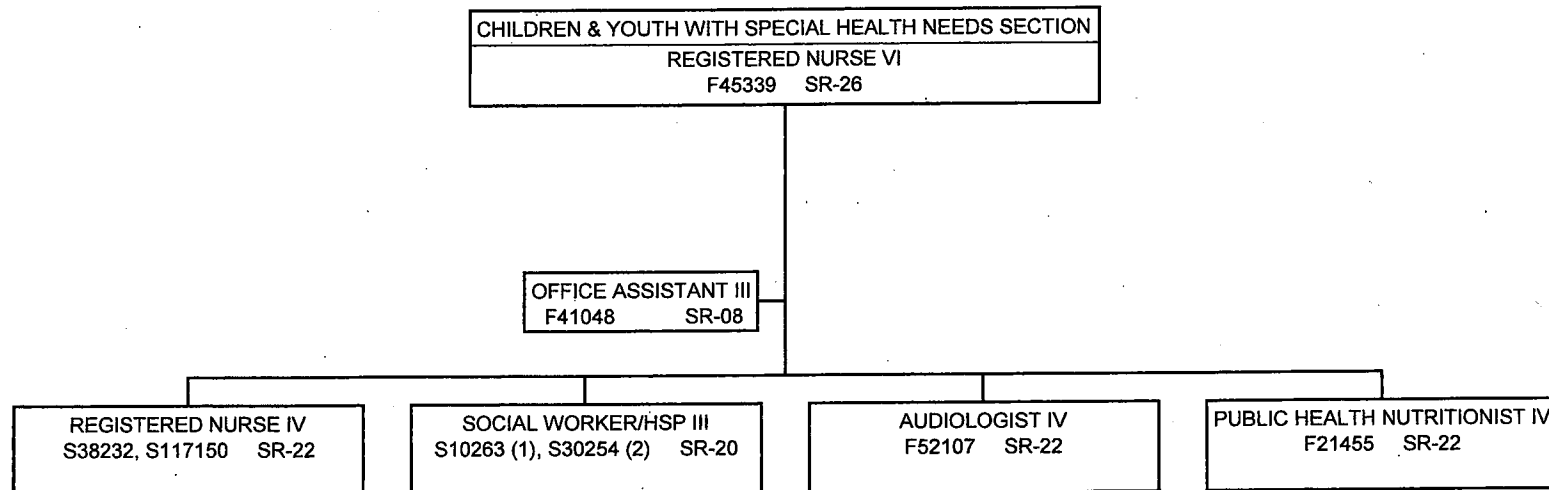 CHILDREN & YOUTH WITH SPECIAL HEALTH NEEDS SECTION
REGISTERED NURSE VI
F45339 SR-26
OFFICE ASSISTANT III
F41048 SR-08
REGISTERED NURSE IV
S38232, S117150 SR-22
SOCIAL WORKER/HSP III
S10263 (1), S30254 (2) SR-20
AUDIOLOGIST IV
F52107 SR-22
PUBLIC HEALTH NUTRITIONIST IV
F21455 SR-22